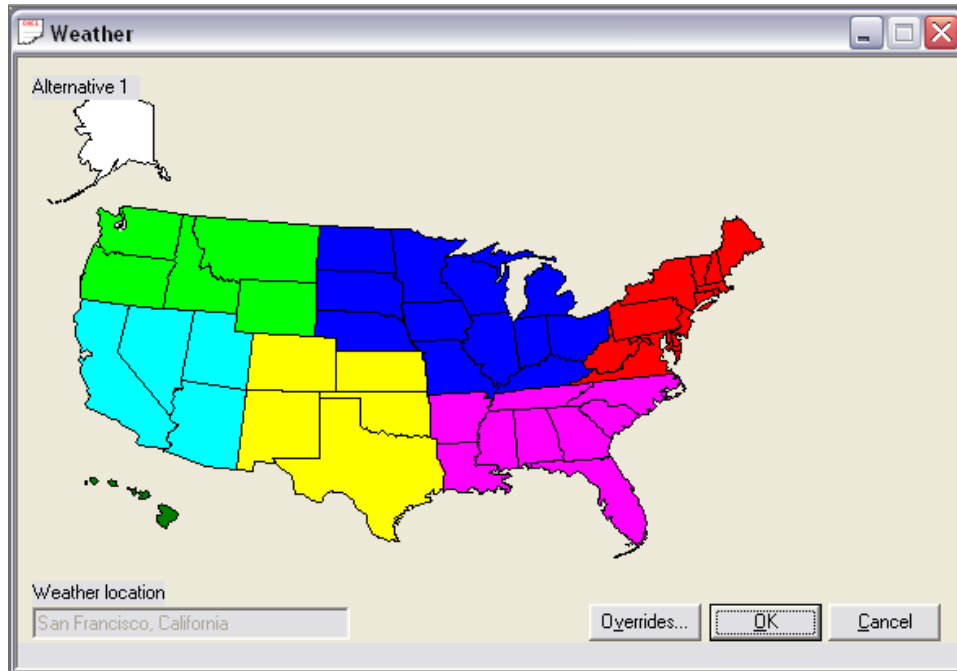 Weather
Alternative 1
Weather location
San Francisco, California
Overrides...
OK
Cancel